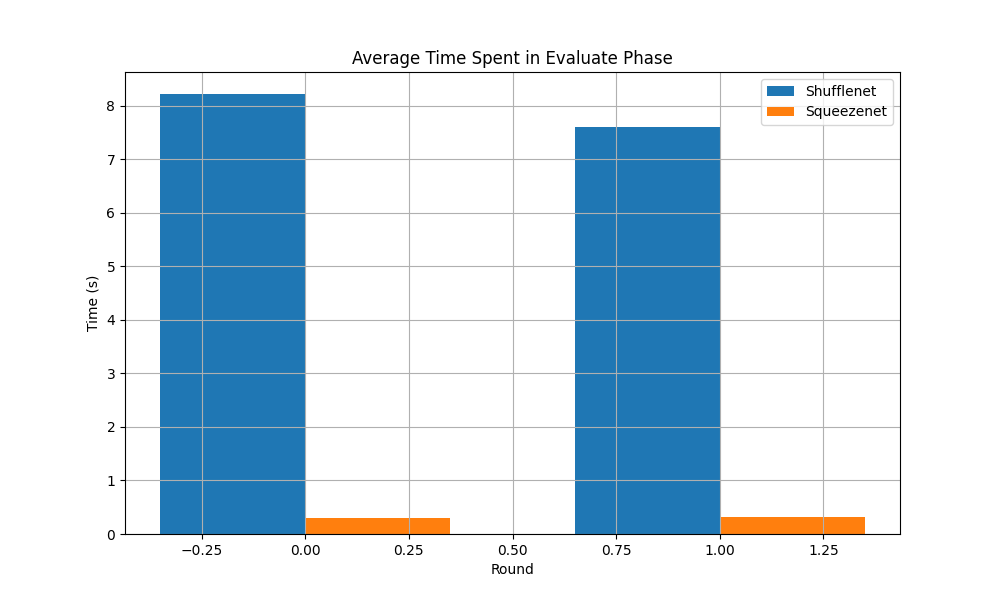 Average Time Spent in Evaluate Phase
Shufflenet
Squeezenet
Time (s)
8
7
6
5
4
3
2
1
0
−0.25 0.00 0.25 0.50 0.75 1.00 1.25
Round